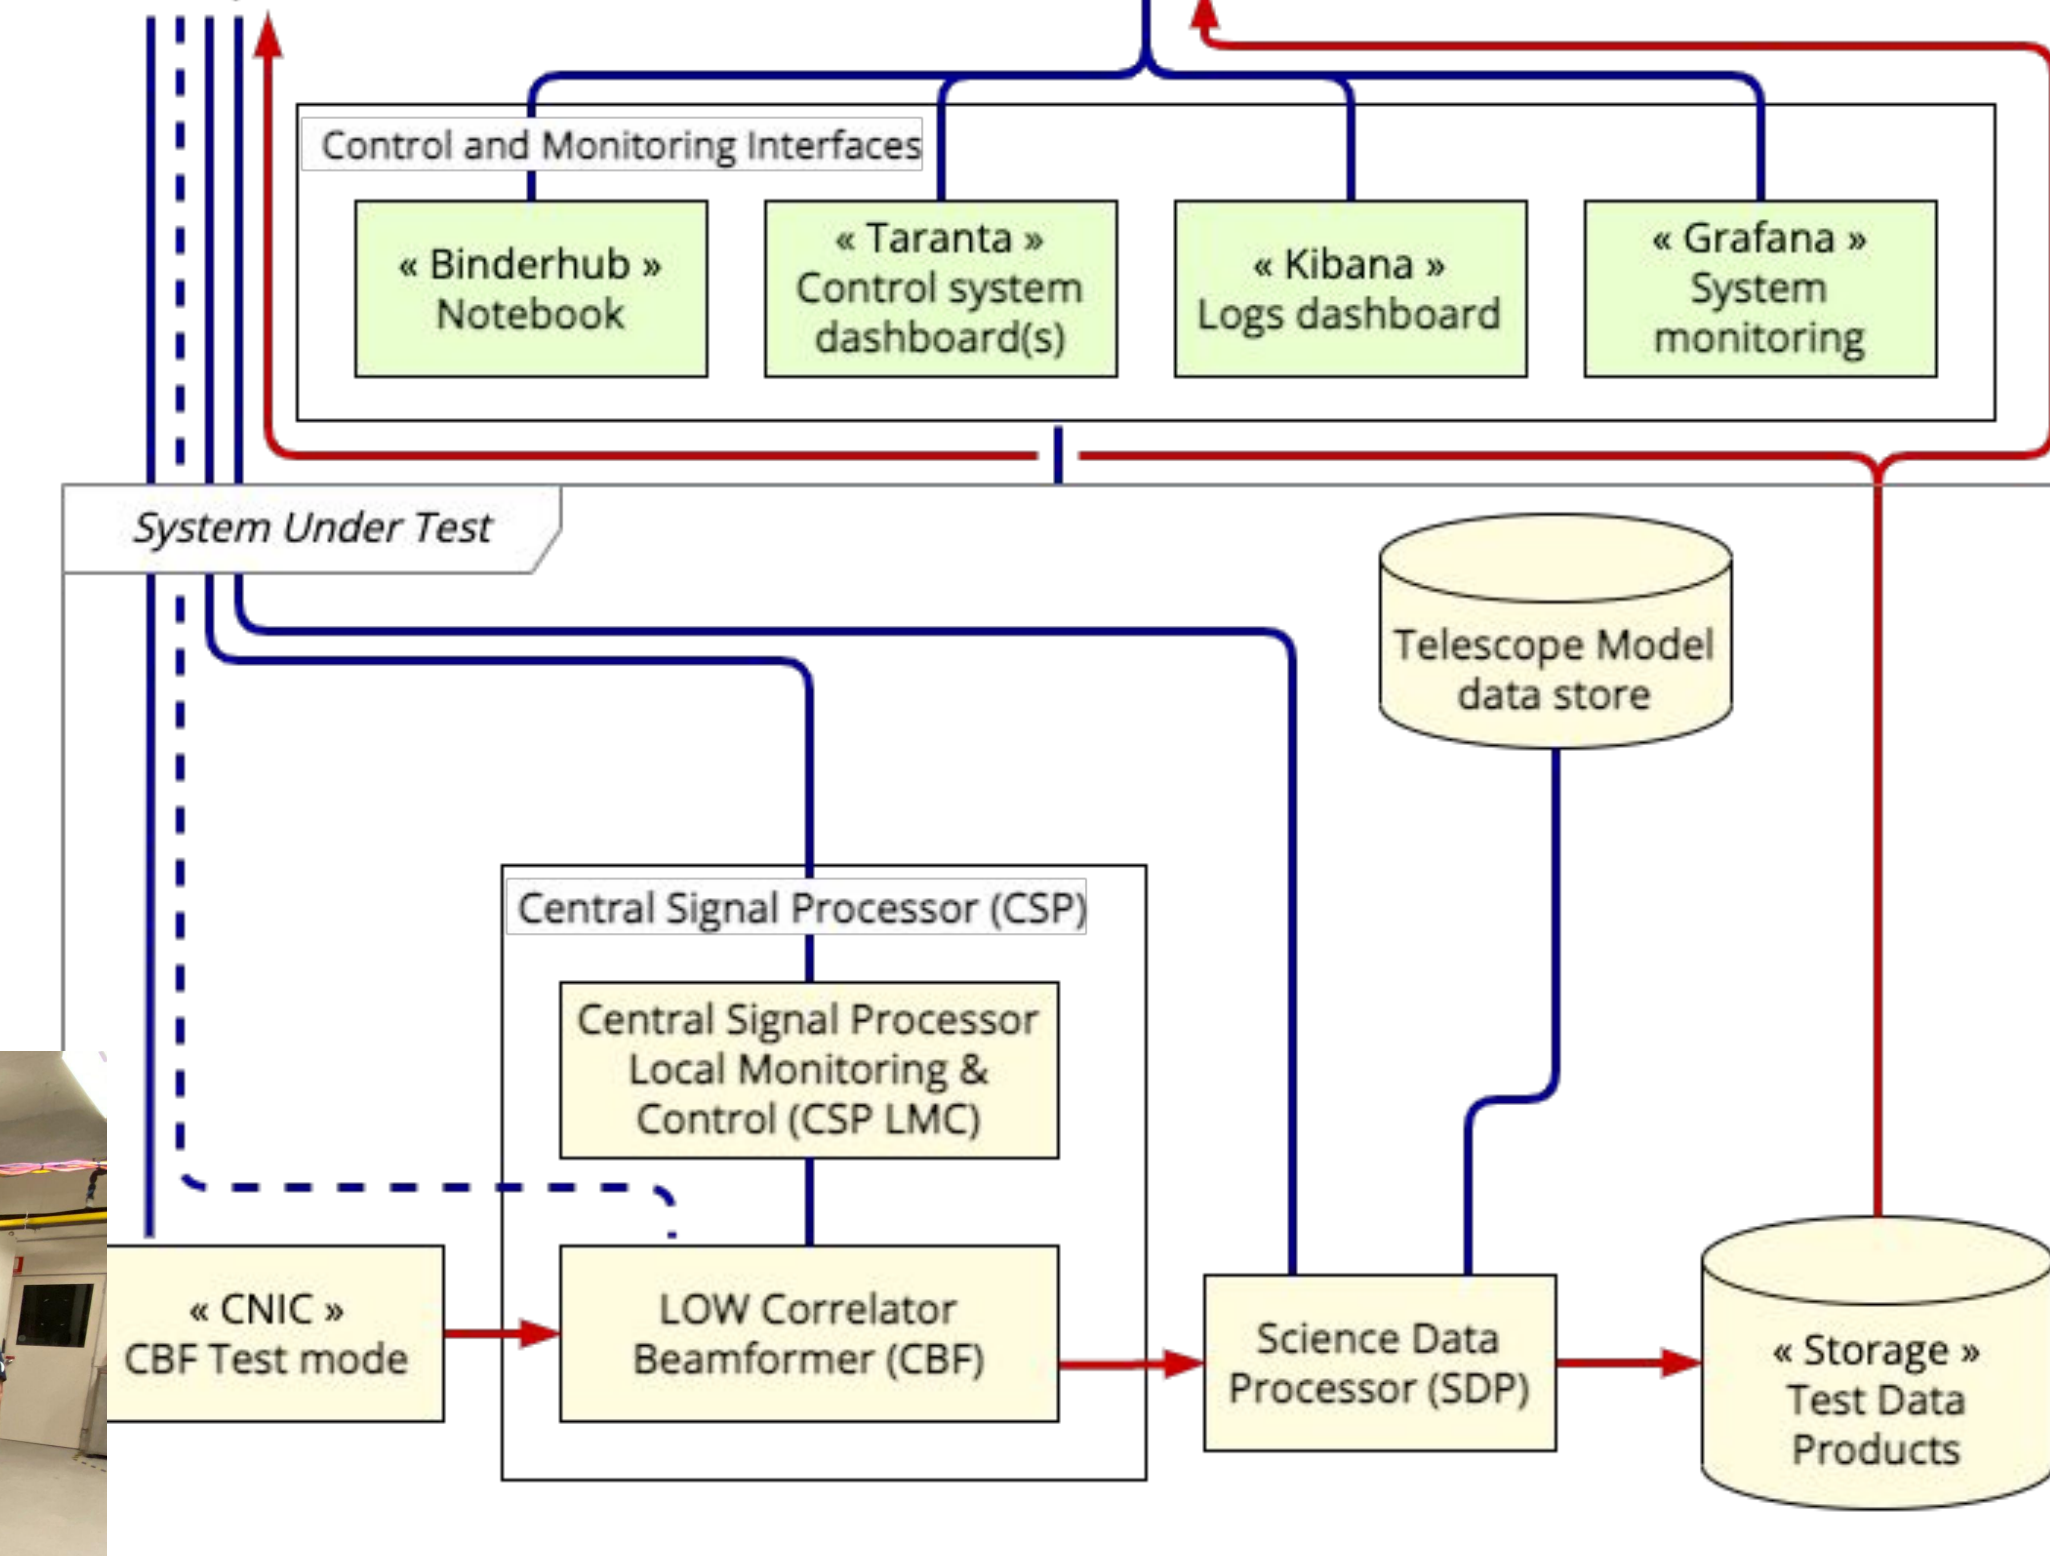 Control and Monitoring Interfaces
« Binderhub »
Notebook
« Taranta »
Control system
dashboard(s)
« Kibana »
Logs dashboard
« Grafana »
System
monitoring
System Under Test
Telescope Model
data store
Central Signal Processor (CSP)
Central Signal Processor
Local Monitoring &
Control (CSP LMC)
« CNIC »
CBF Test mode
LOW Correlator
Beamformer (CBF)
Science Data
Processor (SDP)
« Storage »
Test Data
Products